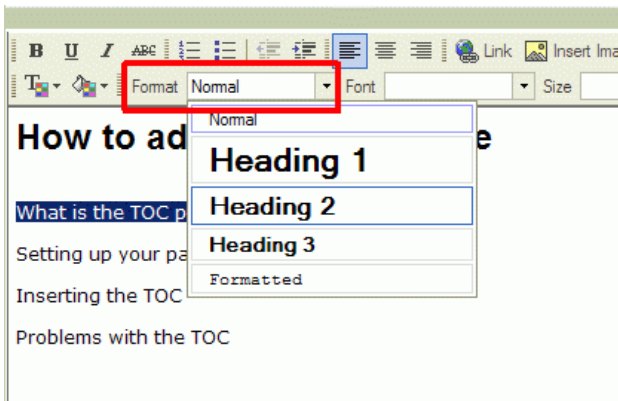 B U I ABC Link Insert Ima
T Format Normal Font Size
Normal
How to ad e
Heading 1
What is the TOC p
Heading 2
Setting up your pa
Heading 3
Inserting the TOC
Formatted
Problems with the TOC